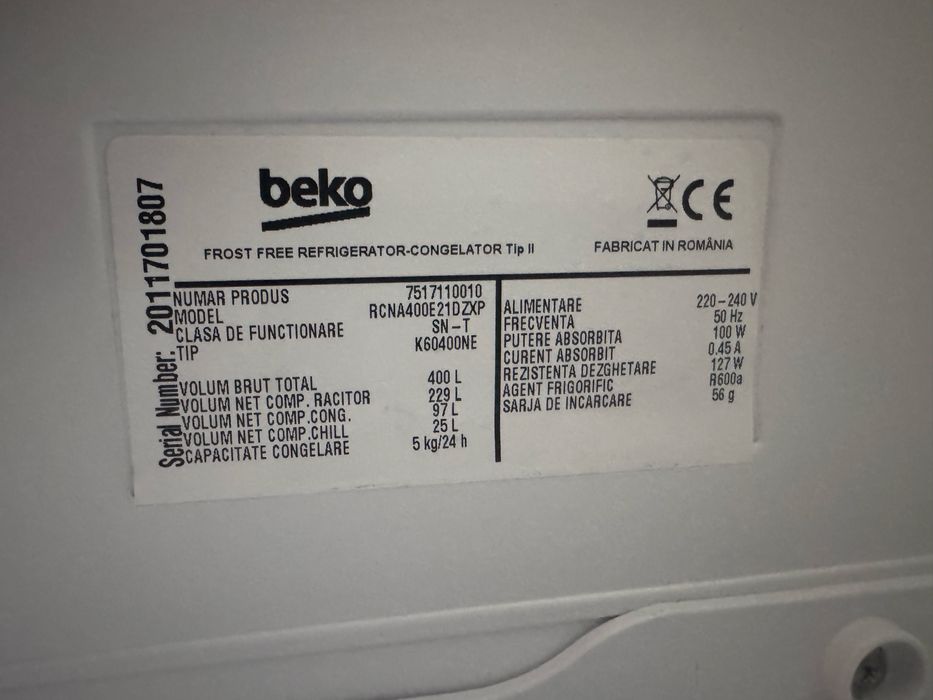 beko
CE
FROST FREE REFRIGERATOR-CONGELATOR Tip II
FABRICAT IN ROMÂNIA
Serial Number: 2011701807
NUMAR PRODUS 7517110010
MODEL RCNA400E21DZXP
CLASA DE FUNCTIONARE SN-T
TIP K60400NE
VOLUM BRUT TOTAL 400 L
VOLUM NET COMP. RACITOR 229 L
VOLUM NET COMP.CONG. 97 L
VOLUM NET COMP.CHILL 25 L
CAPACITATE CONGELARE 5 kg/24 h
ALIMENTARE 220-240 V
FRECVENTA 50 Hz
PUTERE ABSORBITA 100 W
CURENT ABSORBIT 0.45 A
REZISTENTA DEZGHETARE 127 W
AGENT FRIGORIFIC R600a
SARJA DE INCARCARE 56 g